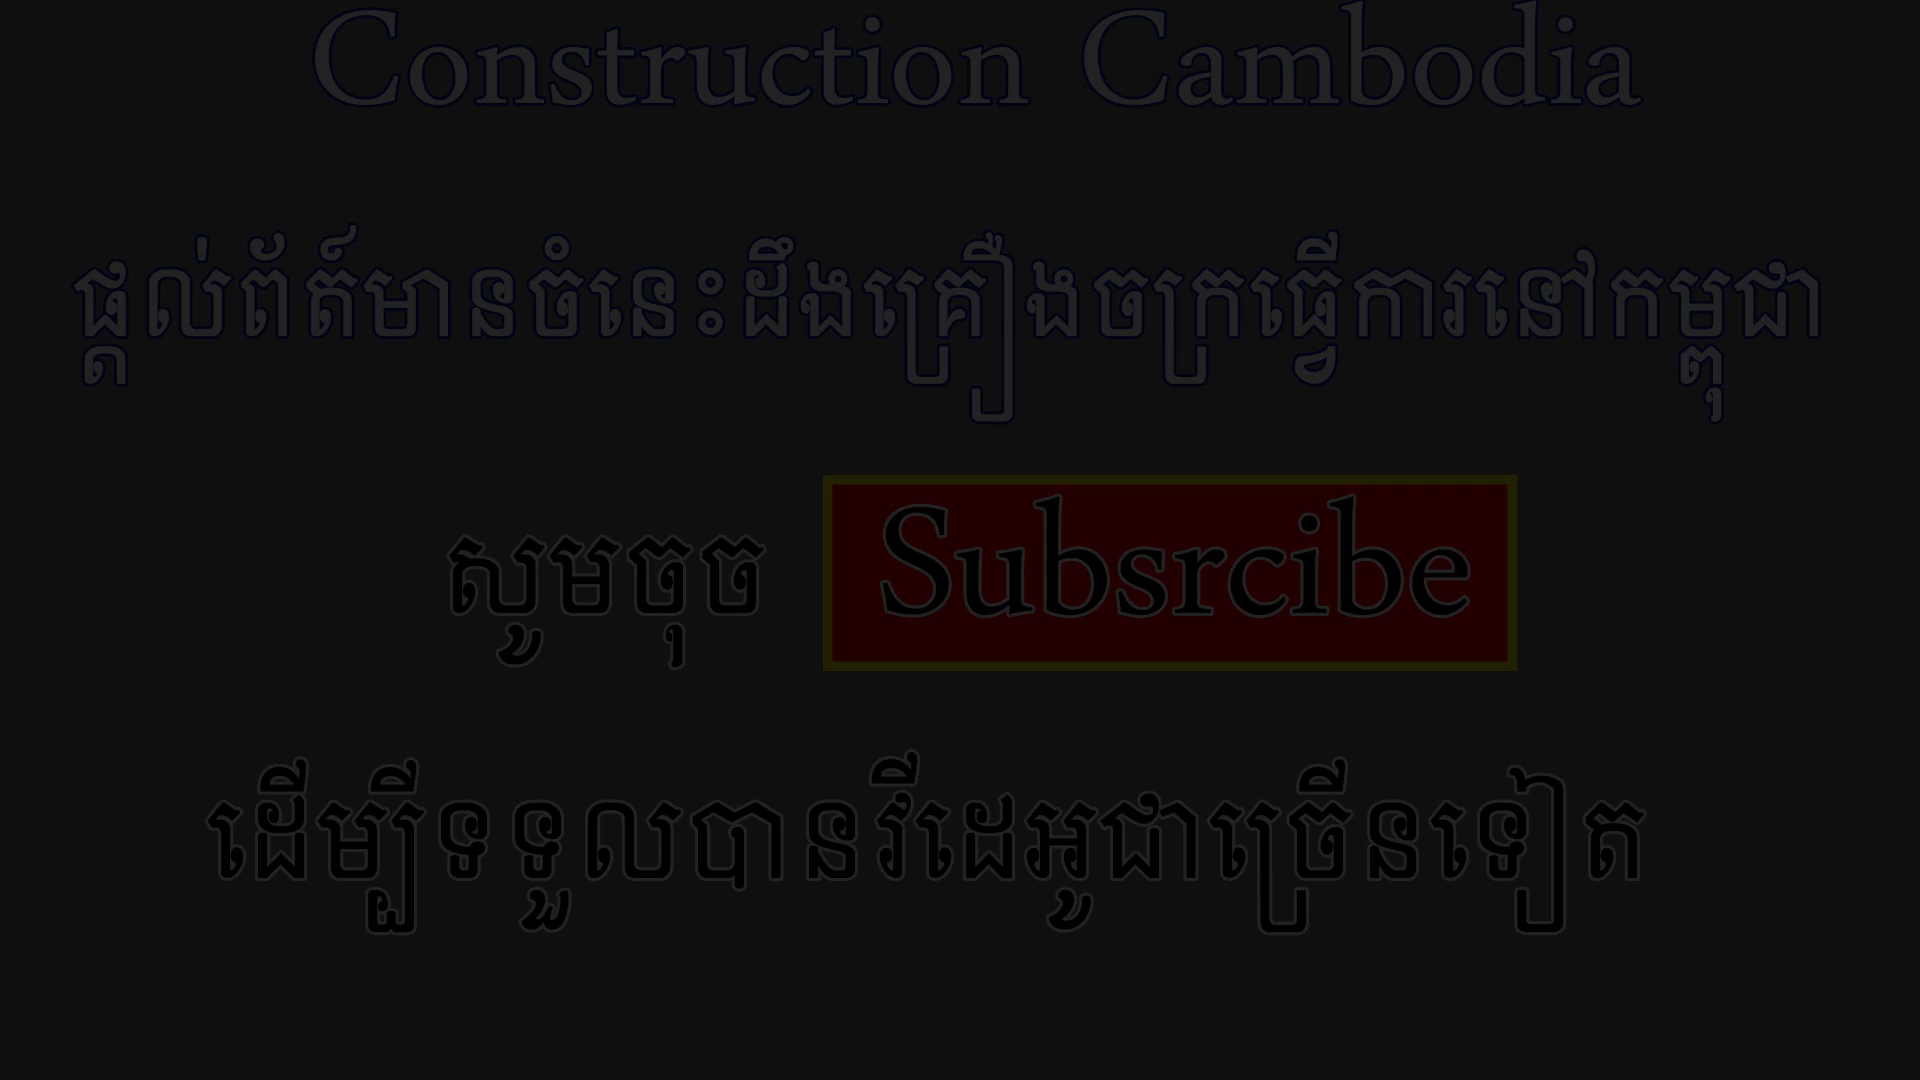 Construction Cambodia
ផ្ដល់ព័ត៍មានចំនេះដឹងគ្រឿងចក្រធ្វើការនៅកម្ពុជា
សូមចុច Subsrcibe
ដើម្បីទទួលបានវីដេអូជាច្រើនទៀត